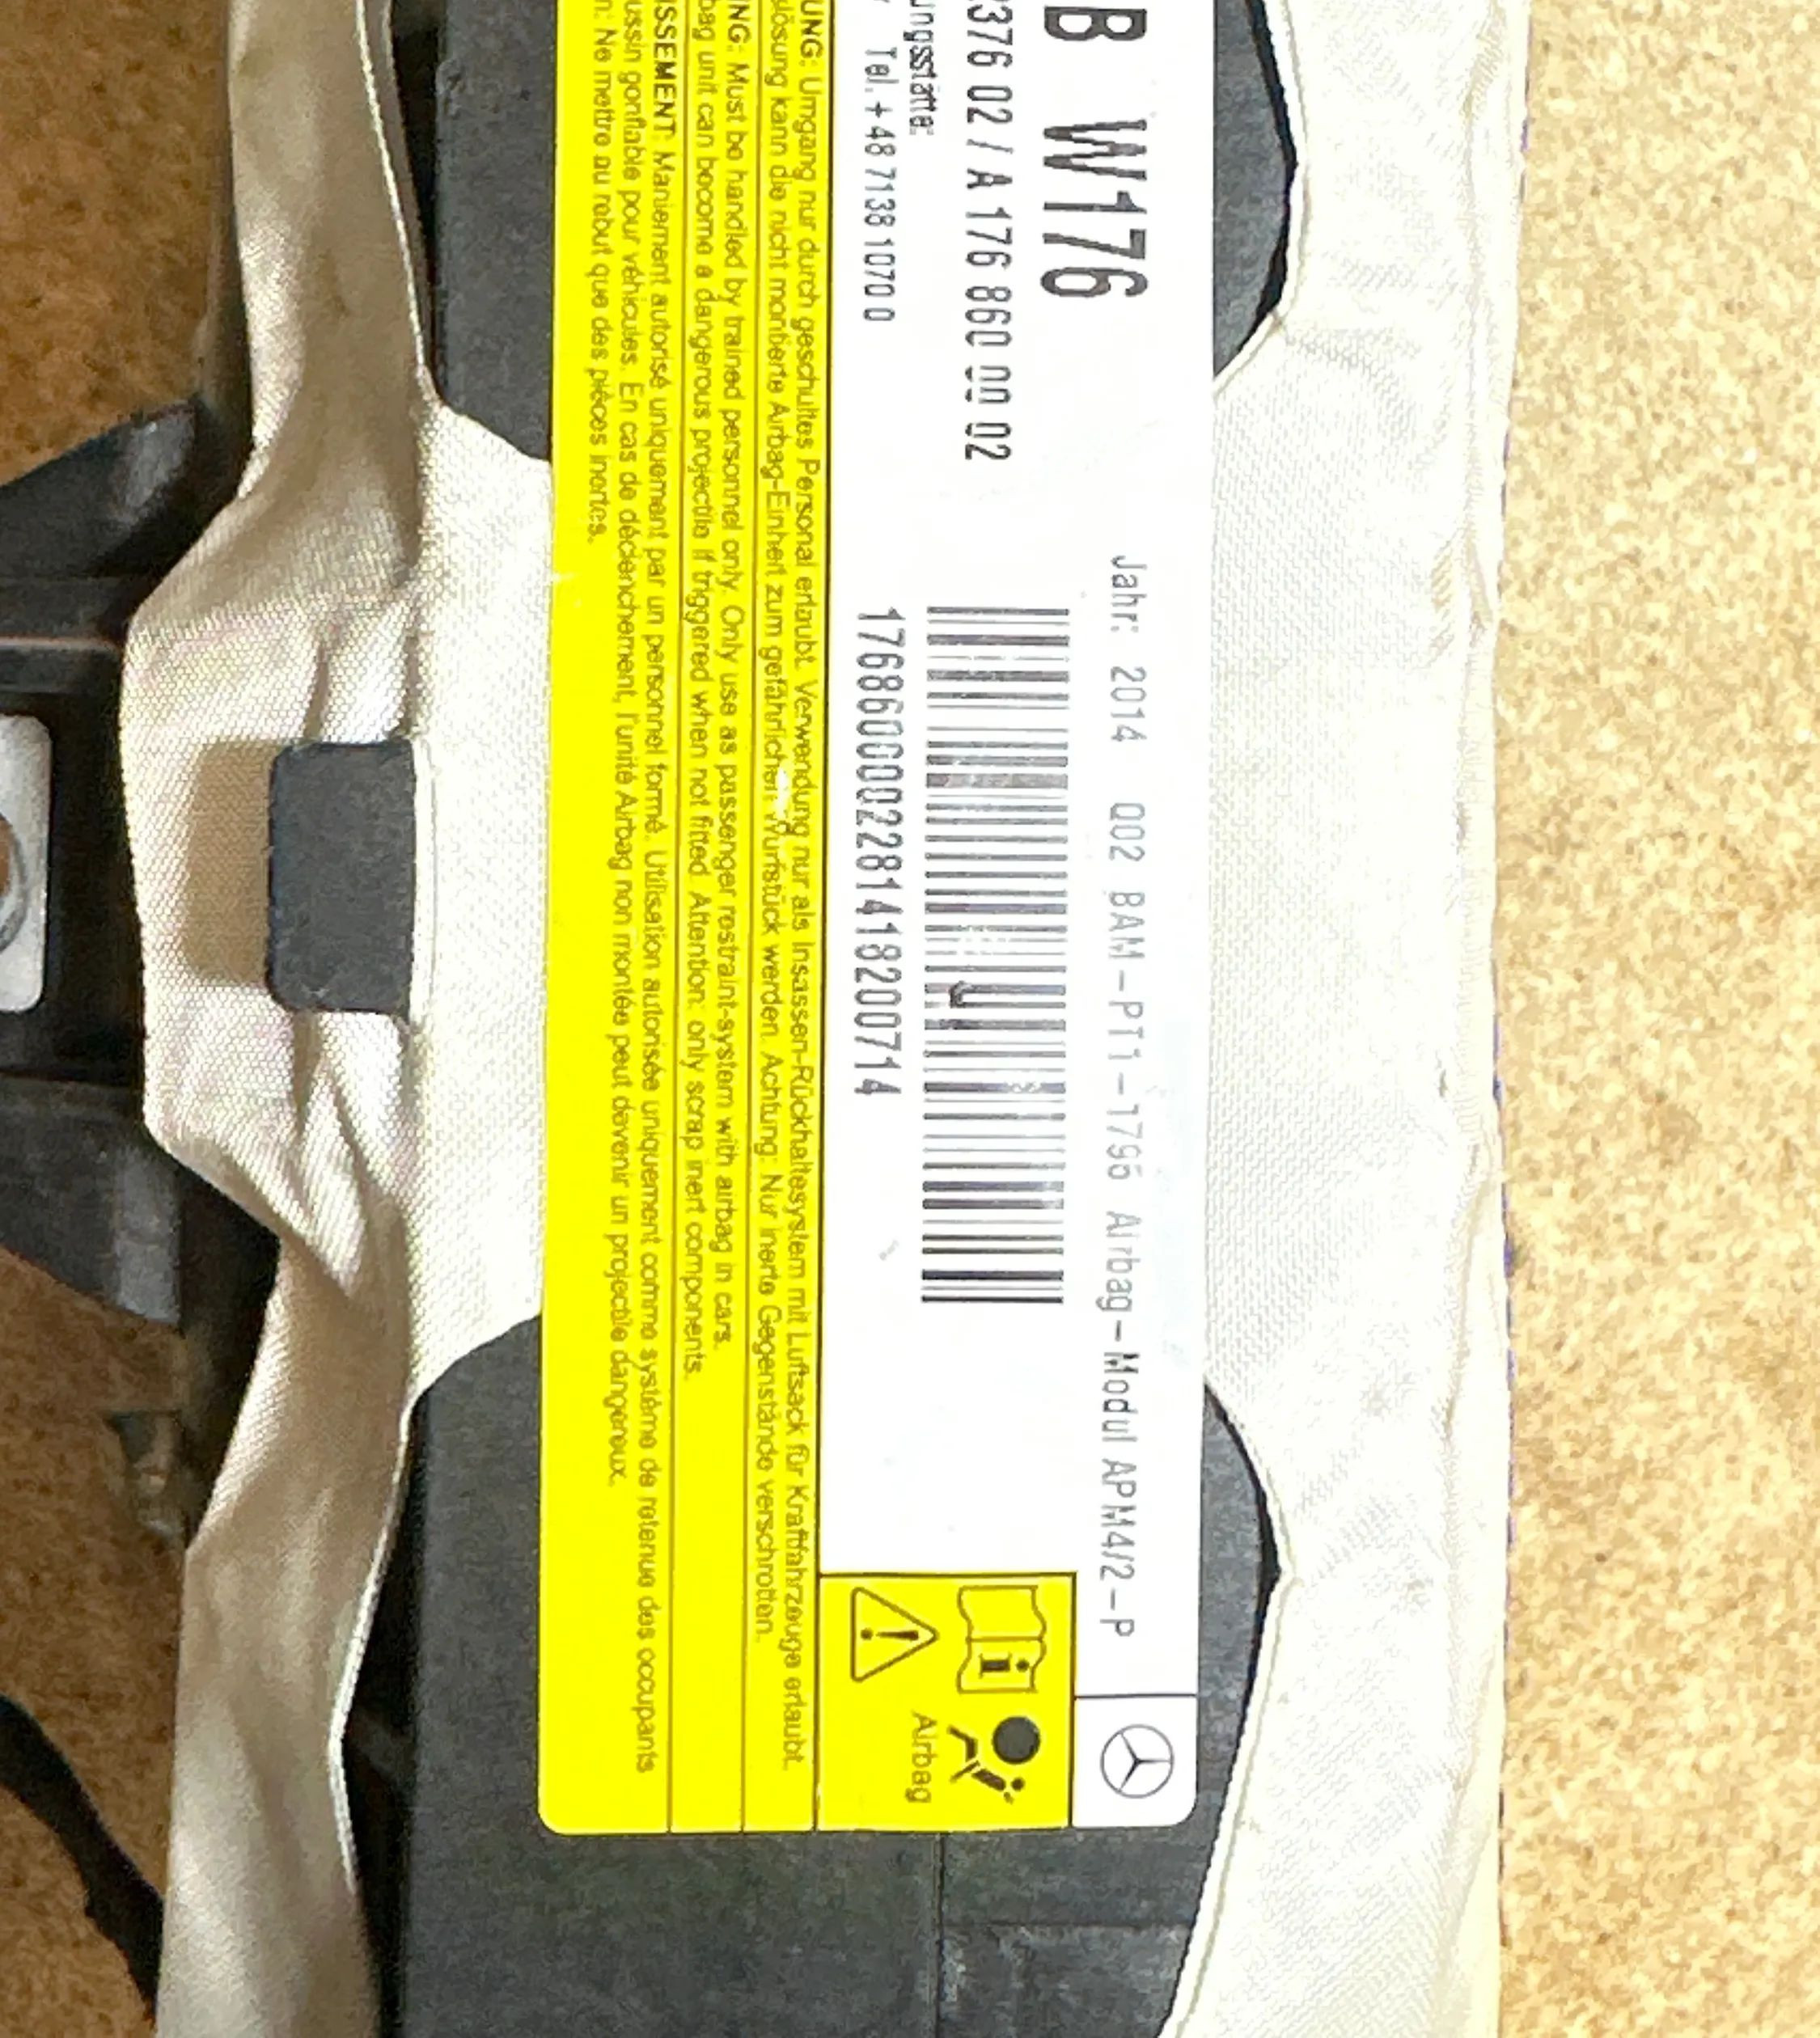 Jahr: 2014 Q02 BAM-PT1-1795 Airbag-Modul APM4/2-P
B W176
376 02 / A 176 860 00 02
ungsstätte:
Tel. +48 7138 1070 0
1768600002281418200714
Airbag
UNG: Umgang nur durch geschultes Personal erlaubt. Verwendung nur als Insassen-Rückhaltesystem mit Luftsack für Kraftfahrzeuge erlaubt.
lösung kann die nicht montierte Airbag-Einheit zum gefährlichen Wurfstück werden. Achtung: Nur inerte Gegenstände verschrotten.
NG: Must be handled by trained personnel only. Only use as passenger restraint-system with airbag in cars.
bag unit can become a dangerous projectile if triggered when not fitted. Attention: only scrap inert components.
SSEMENT: Maniement autorisé uniquement par un personnel formé. Utilisation autorisée uniquement comme système de retenue des occupants
ussin gonflable pour véhicules. En cas de déclenchement, l'unité Airbag non montée peut devenir un projectile dangereux.
n: Ne mettre au rebut que des pièces inertes.